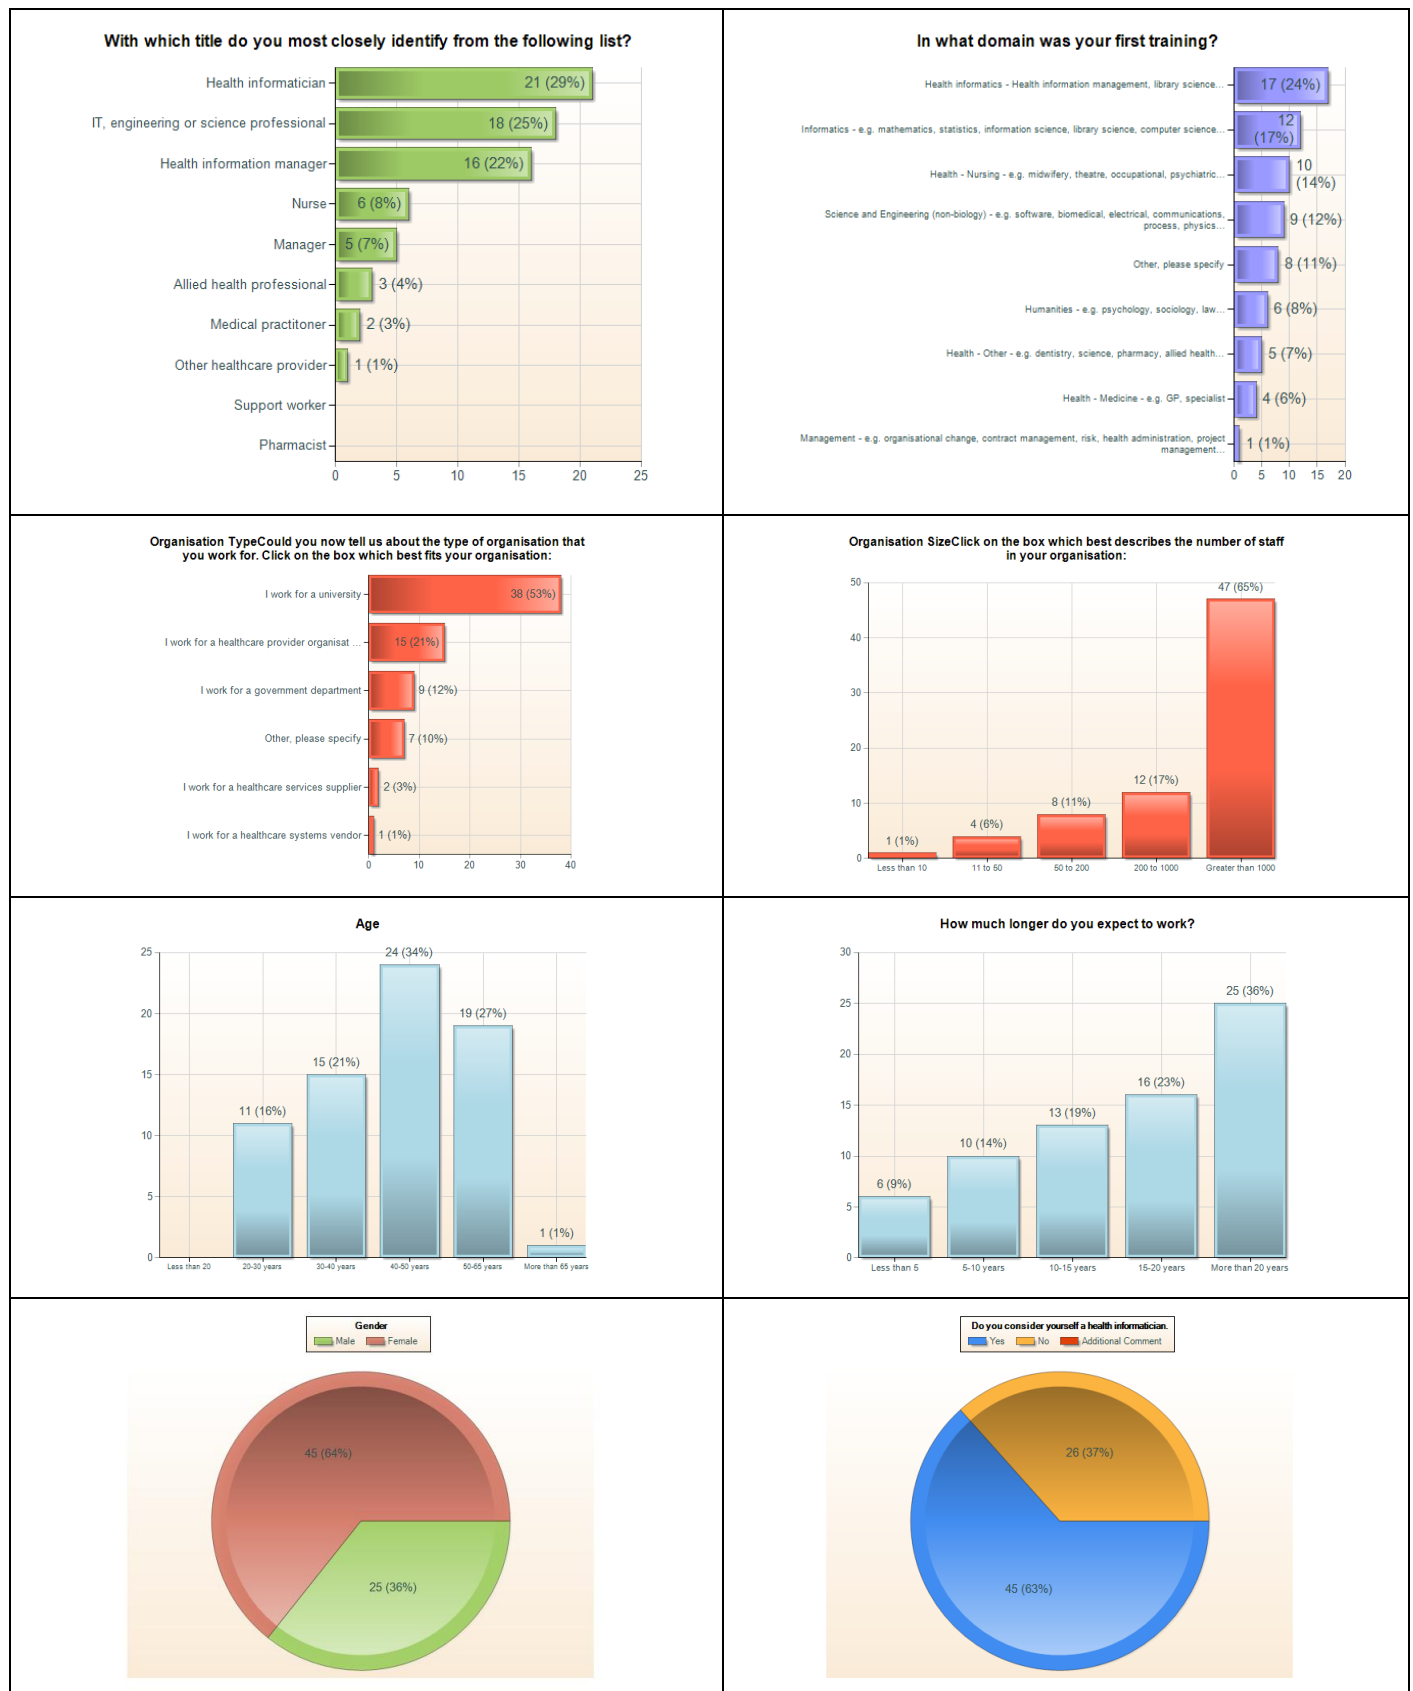 With which title do you most closely identify from the following list?
Health informatician
21 (29%)
IT, engineering or science professional
18 (25%)
Health information manager
16 (22%)
Nurse
6 (8%)
Manager
5 (7%)
Allied health professional
3 (4%)
Medical practitoner
2 (3%)
Other healthcare provider
1 (1%)
Support worker
Pharmacist
0 5 10 15 20 25
In what domain was your first training?
Health informatics - Health information management, library science...
17 (24%)
Informatics - e.g. mathematics, statistics, information science, library science, computer science...
12
(17%)
Health - Nursing - e.g. midwifery, theatre, occupational, psychiatric...
10
(14%)
Science and Engineering (non-biology) - e.g. software, biomedical, electrical, communications,
process, physics...
9 (12%)
Other, please specify
8 (11%)
Humanities - e.g. psychology, sociology, law...
6 (8%)
Health - Other - e.g. dentistry, science, pharmacy, allied health...
5 (7%)
Health - Medicine - e.g. GP, specialist
4 (6%)
Management - e.g. organisational change, contract management, risk, health administration, project
management...
1 (1%)
0 5 10 15 20
Organisation TypeCould you now tell us about the type of organisation that
you work for. Click on the box which best fits your organisation:
I work for a university
38 (53%)
I work for a healthcare provider organisat ...
15 (21%)
I work for a government department
9 (12%)
Other, please specify
7 (10%)
I work for a healthcare services supplier
2 (3%)
I work for a healthcare systems vendor
1 (1%)
0 10 20 30 40
Organisation SizeClick on the box which best describes the number of staff
in your organisation:
50
40
30
20
10
0
1 (1%)
4 (6%)
8 (11%)
12 (17%)
47 (65%)
Less than 10 11 to 50 50 to 200 200 to 1000 Greater than 1000
Age
25
20
15
10
5
0
11 (16%)
15 (21%)
24 (34%)
19 (27%)
1 (1%)
Less than 20 20-30 years 30-40 years 40-50 years 50-65 years More than 65 years
How much longer do you expect to work?
30
25
20
15
10
5
0
6 (9%)
10 (14%)
13 (19%)
16 (23%)
25 (36%)
Less than 5 5-10 years 10-15 years 15-20 years More than 20 years
Gender
Male Female
45 (64%)
25 (36%)
Do you consider yourself a health informatician.
Yes No Additional Comment
26 (37%)
45 (63%)